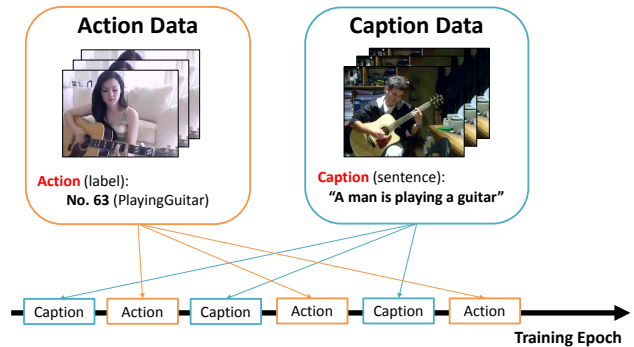 Action Data
Action (label):
No. 63 (PlayingGuitar)
Caption Data
Caption (sentence):
“A man is playing a guitar”
Caption
Action
Caption
Action
Caption
Action
Training Epoch